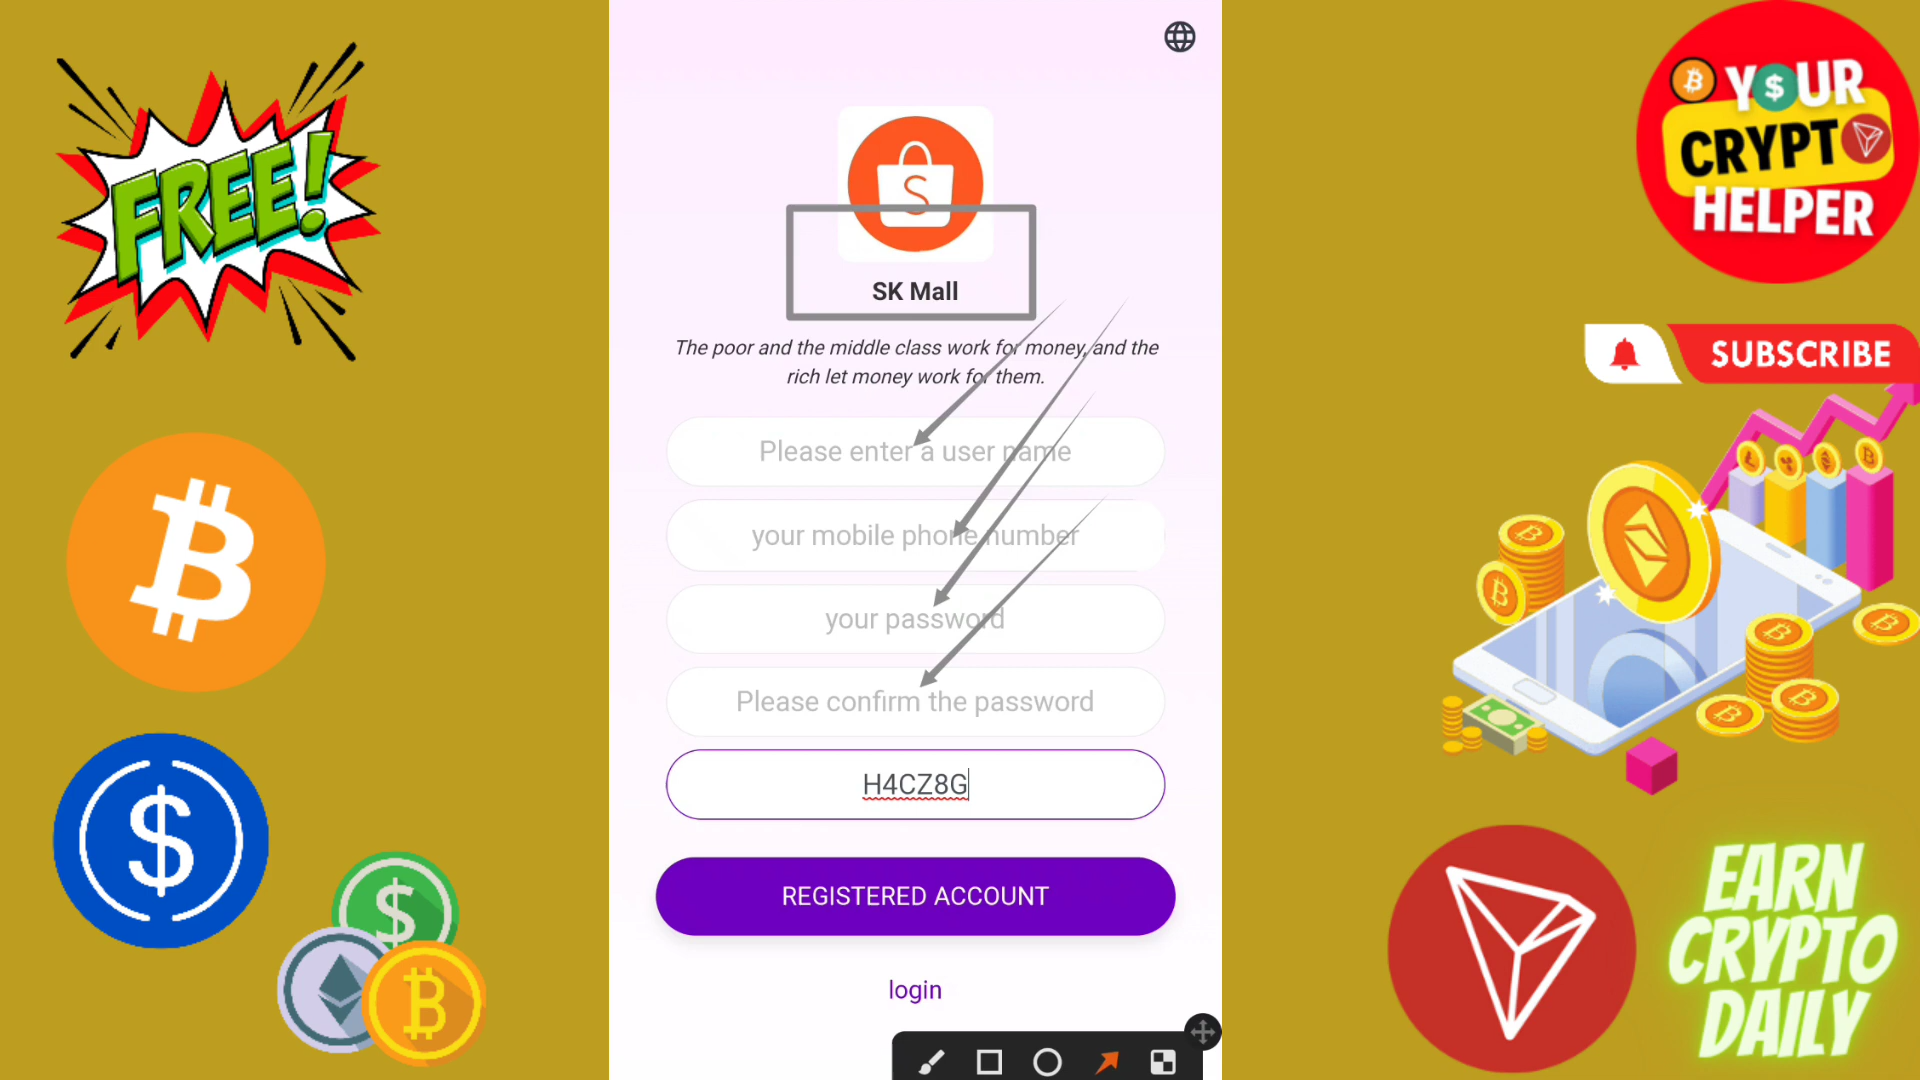 FREE!
SK Mall
The poor and the middle class work for money, and the
rich let money work for them.
Please enter a user name
your mobile phone number
your password
Please confirm the password
H4CZ8G
REGISTERED ACCOUNT
login
Y$UR
CRYPTO
HELPER
SUBSCRIBE
EARN
CRYPTO
DAILY